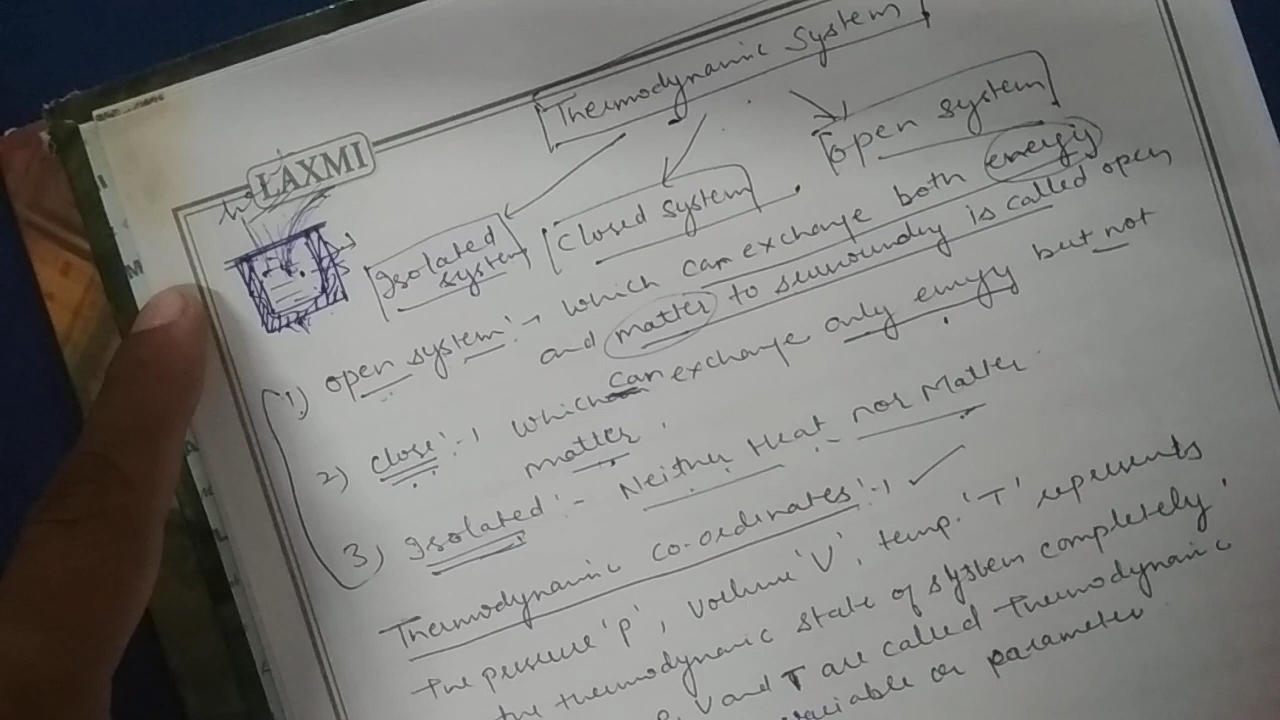 Thermodynamic System
LAXMI
Isolated system
Closed system
open system
1) open system :→ which can exchange both energy
and matter to surrounding is called open
2) close :→ which can exchange only energy but not
matter.
3) Isolated :- Neither Heat nor Matter
Thermodynamic co-ordinates :→ ✓
The pressure 'P', volume 'V', temp. 'T' represents
the thermodynamic state of system completely.
V and T are called thermodynamic
variable or parameter